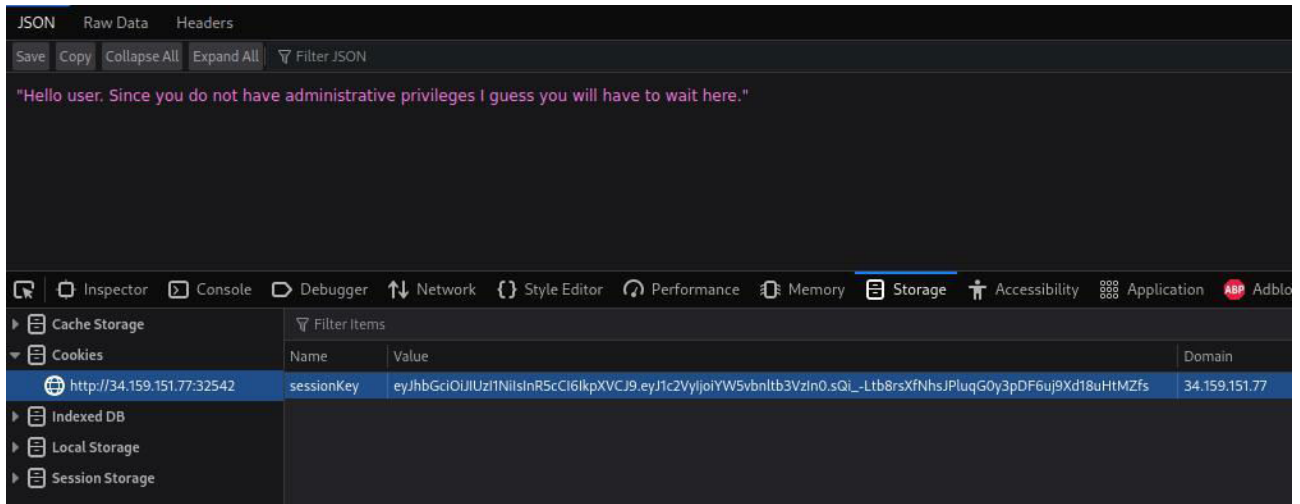 JSON Raw Data Headers
Save Copy Collapse All Expand All Filter JSON
"Hello user. Since you do not have administrative privileges I guess you will have to wait here."
Inspector Console Debugger Network {} Style Editor Performance Memory Storage Accessibility Application ABP Adblo
Cache Storage Filter Items
Cookies Name Value Domain
http://34.159.151.77:32542 sessionKey eyJhbGciOiJIUzI1NiIsInR5cCI6IkpXVCJ9.eyJ1c2VyIjoiYW5vbnltb3VzIn0.sQi_-Ltb8rsXfNhsJPluqG0y3pDF6uj9Xd18uHtMZfs 34.159.151.77
Indexed DB
Local Storage
Session Storage